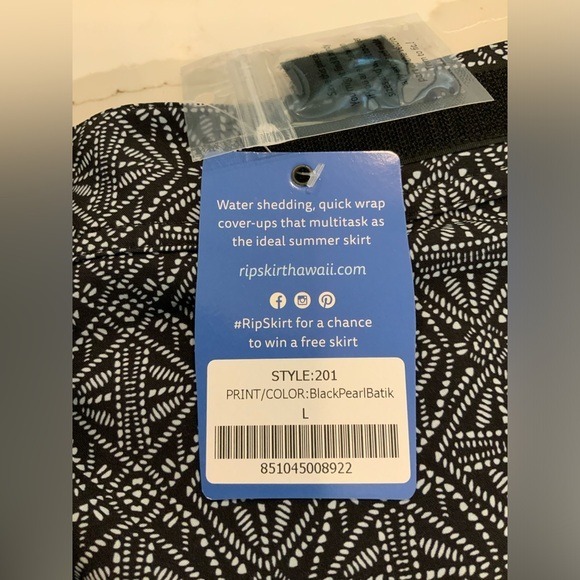 Water shedding, quick wrap
cover-ups that multitask as
the ideal summer skirt
ripskirthawaii.com
#RipSkirt for a chance
to win a free skirt
STYLE:201
PRINT/COLOR:BlackPearlBatik
L
851045008922